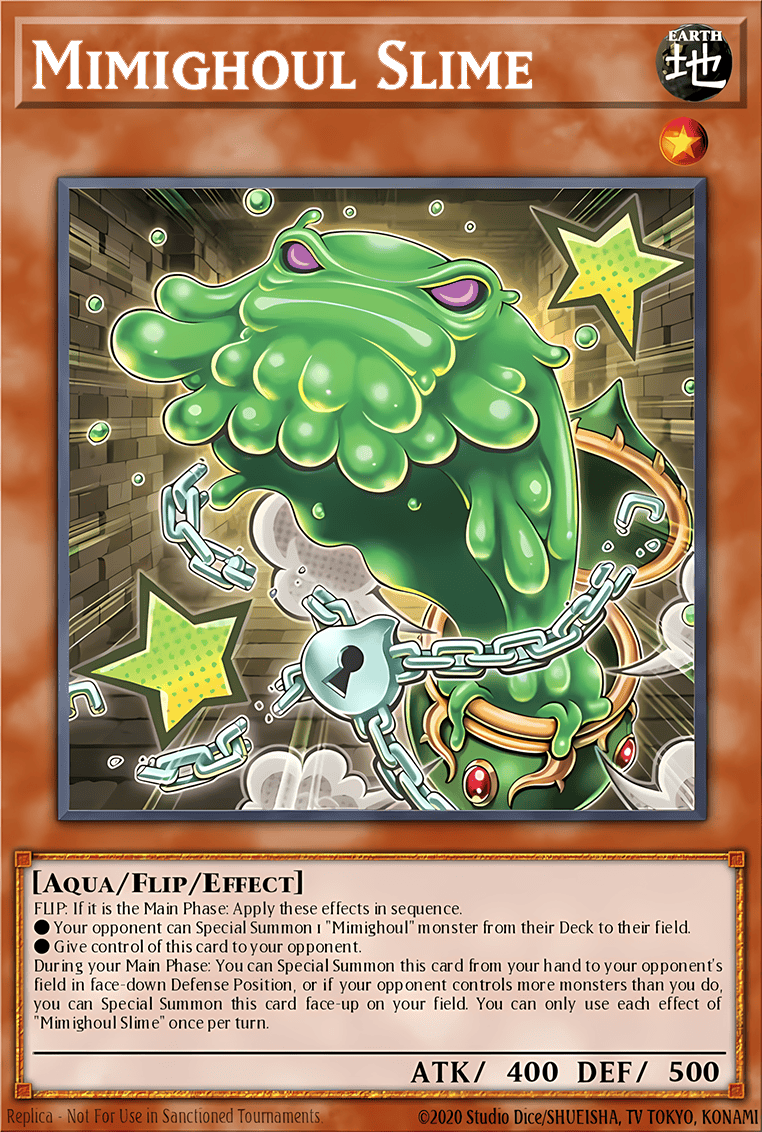 Mimighoul Slime
EARTH
地
[Aqua/Flip/Effect]
FLIP: If it is the Main Phase: Apply these effects in sequence.
● Your opponent can Special Summon 1 "Mimighoul" monster from their Deck to their field.
● Give control of this card to your opponent.
During your Main Phase: You can Special Summon this card from your hand to your opponent's
field in face-down Defense Position, or if your opponent controls more monsters than you do,
you can Special Summon this card face-up on your field. You can only use each effect of
"Mimighoul Slime" once per turn.
ATK/ 400 DEF/ 500
Replica - Not For Use in Sanctioned Tournaments.
©2020 Studio Dice/SHUEISHA, TV TOKYO, KONAMI